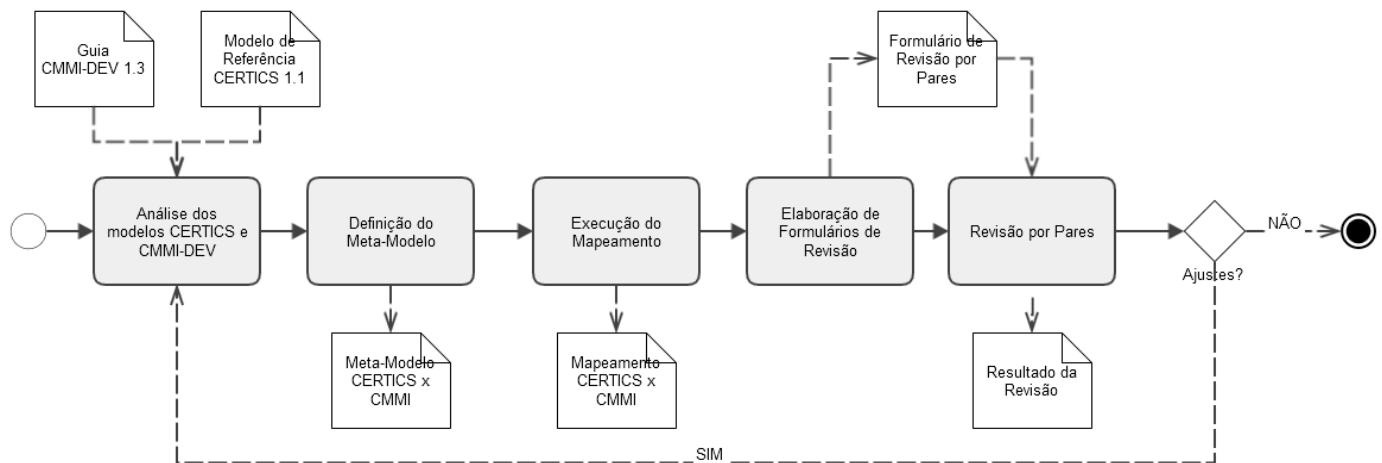 Guia
CMMI-DEV 1.3
Modelo de
Referência
CERTICS 1.1
Formulário de
Revisão por
Pares
Análise dos
modelos CERTICS e
CMMI-DEV
Definição do
Meta-Modelo
Execução do
Mapeamento
Elaboração de
Formulários de
Revisão
Revisão por Pares
NÃO
Ajustes?
Meta-Modelo
CERTICS x
CMMI
Mapeamento
CERTICS x
CMMI
Resultado da
Revisão
SIM